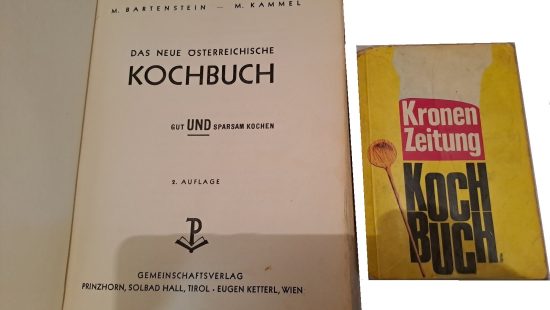 M. BARTENSTEIN — M. KAMMEL
DAS NEUE ÖSTERREICHISCHE
KOCHBUCH
GUT UND SPARSAM KOCHEN
2. AUFLAGE
P
GEMEINSCHAFTSVERLAG
PRINZHORN, SOLBAD HALL, TIROL · EUGEN KETTERL, WIEN
Kronen
Zeitung
KOCH
BUCH